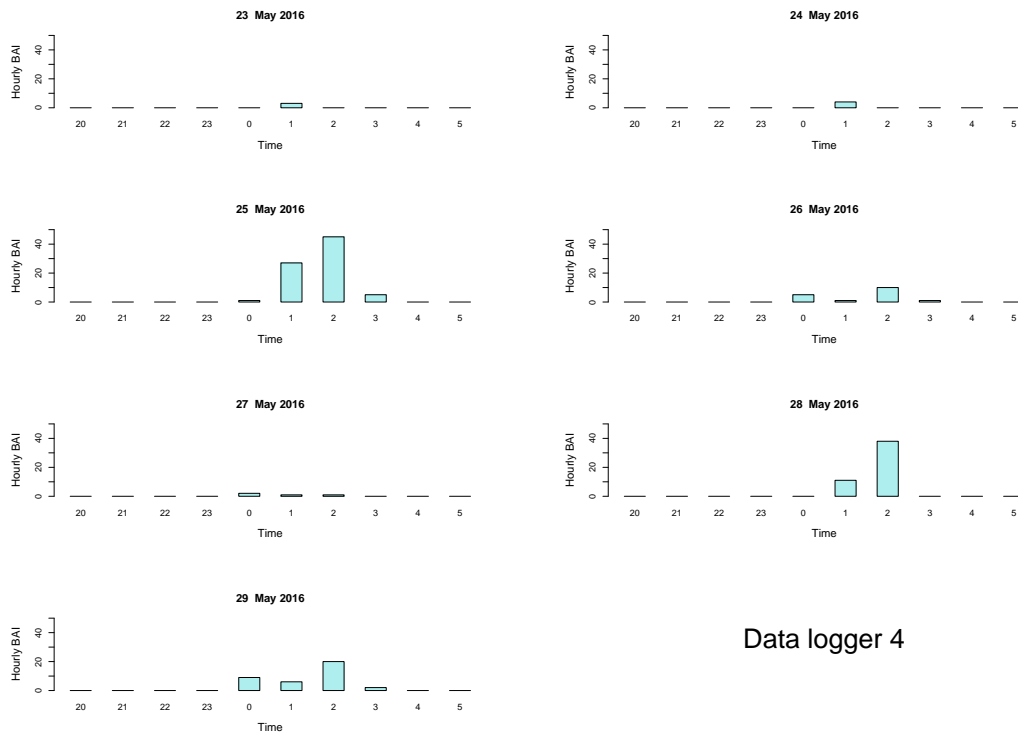 23 May 2016
Hourly BAI
0 20 40
20 21 22 23 0 1 2 3 4 5
Time
24 May 2016
Hourly BAI
0 20 40
20 21 22 23 0 1 2 3 4 5
Time
25 May 2016
Hourly BAI
0 20 40
20 21 22 23 0 1 2 3 4 5
Time
26 May 2016
Hourly BAI
0 20 40
20 21 22 23 0 1 2 3 4 5
Time
27 May 2016
Hourly BAI
0 20 40
20 21 22 23 0 1 2 3 4 5
Time
28 May 2016
Hourly BAI
0 20 40
20 21 22 23 0 1 2 3 4 5
Time
29 May 2016
Hourly BAI
0 20 40
20 21 22 23 0 1 2 3 4 5
Time
Data logger 4